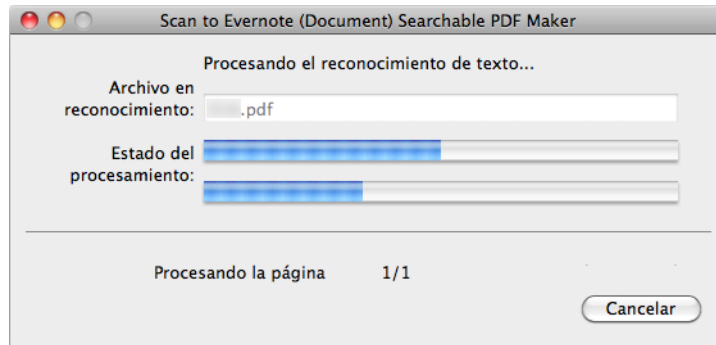 Scan to Evernote (Document) Searchable PDF Maker
Procesando el reconocimiento de texto...
Archivo en
reconocimiento:
.pdf
Estado del
procesamiento:
Procesando la página 1/1
Cancelar